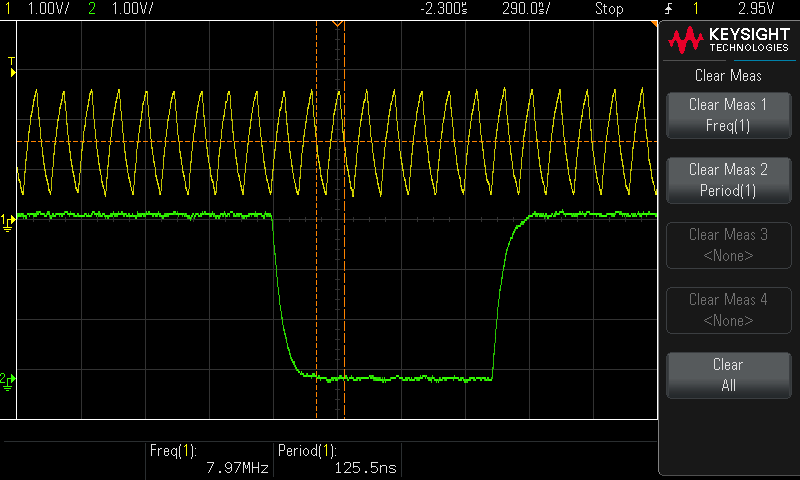 1 1.00V/ 2 1.00V/ -2.300s 290.0s/ Stop 1 2.95V
KEYSIGHT
TECHNOLOGIES
Clear Meas
Clear Meas 1
Freq(1)
Clear Meas 2
Period(1)
Clear Meas 3
<None>
Clear Meas 4
<None>
Clear
All
T
1
2
Freq(1): Period(1):
7.97MHz 125.5ns